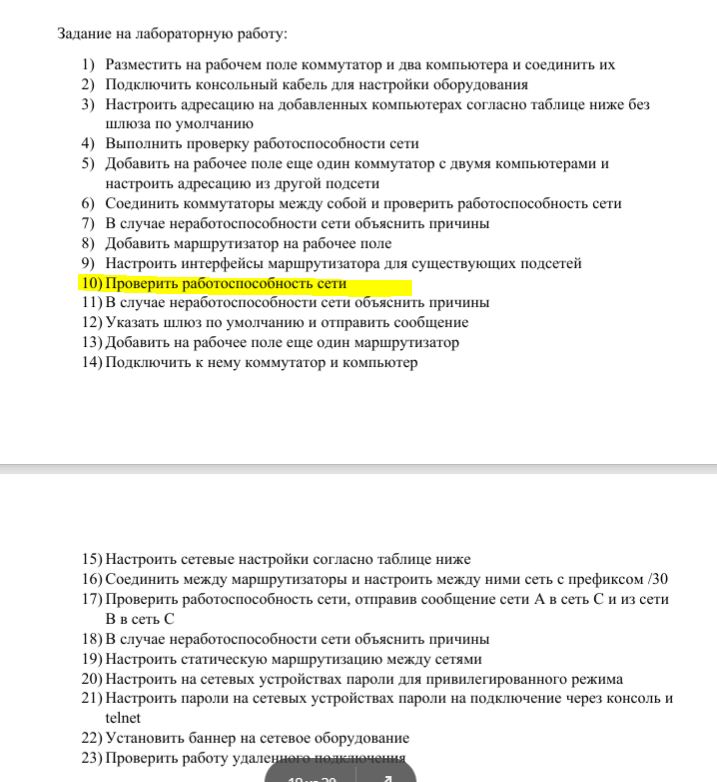 Задание на лабораторную работу:
1) Разместить на рабочем поле коммутатор и два компьютера и соединить их
2) Подключить консольный кабель для настройки оборудования
3) Настроить адресацию на добавленных компьютерах согласно таблице ниже без
шлюза по умолчанию
4) Выполнить проверку работоспособности сети
5) Добавить на рабочее поле еще один коммутатор с двумя компьютерами и
настроить адресацию из другой подсети
6) Соединить коммутаторы между собой и проверить работоспособность сети
7) В случае неработоспособности сети объяснить причины
8) Добавить маршрутизатор на рабочее поле
9) Настроить интерфейсы маршрутизатора для существующих подсетей
10) Проверить работоспособность сети
11) В случае неработоспособности сети объяснить причины
12) Указать шлюз по умолчанию и отправить сообщение
13) Добавить на рабочее поле еще один маршрутизатор
14) Подключить к нему коммутатор и компьютер
15) Настроить сетевые настройки согласно таблице ниже
16) Соединить между маршрутизаторы и настроить между ними сеть с префиксом /30
17) Проверить работоспособность сети, отправив сообщение сети А в сеть С и из сети
В в сеть С
18) В случае неработоспособности сети объяснить причины
19) Настроить статическую маршрутизацию между сетями
20) Настроить на сетевых устройствах пароли для привилегированного режима
21) Настроить пароли на сетевых устройствах пароли на подключение через консоль и
telnet
22) Установить баннер на сетевое оборудование
23) Проверить работу удаленного подключения